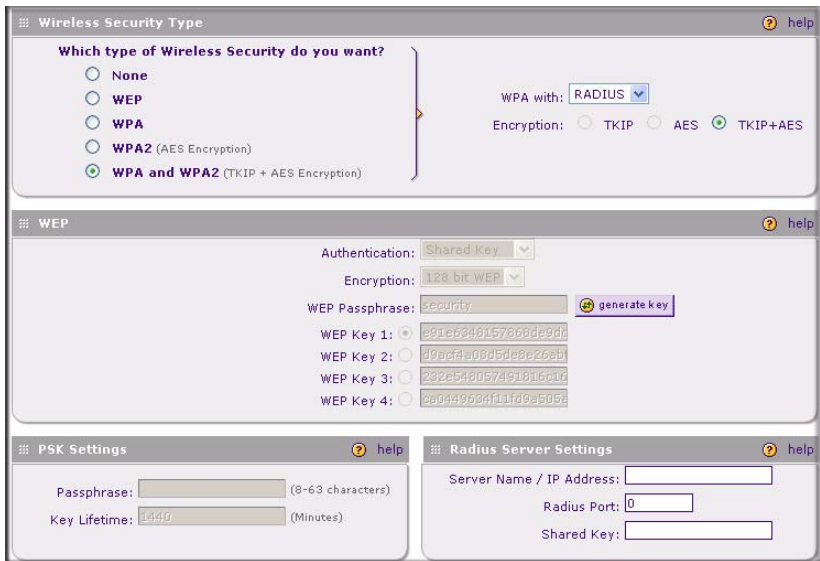 Wireless Security Type
help
Which type of Wireless Security do you want?
None
WEP
WPA
WPA2 (AES Encryption)
WPA and WPA2 (TKIP + AES Encryption)
WPA with: RADIUS
Encryption: TKIP AES TKIP+AES
WEP
help
Authentication: Shared Key
Encryption: 128 bit WEP
WEP Passphrase: security
generate key
WEP Key 1:
WEP Key 2:
WEP Key 3:
WEP Key 4:
PSK Settings
help
Passphrase: (8-63 characters)
Key Lifetime: 1440 (Minutes)
Radius Server Settings
help
Server Name / IP Address:
Radius Port: 0
Shared Key: